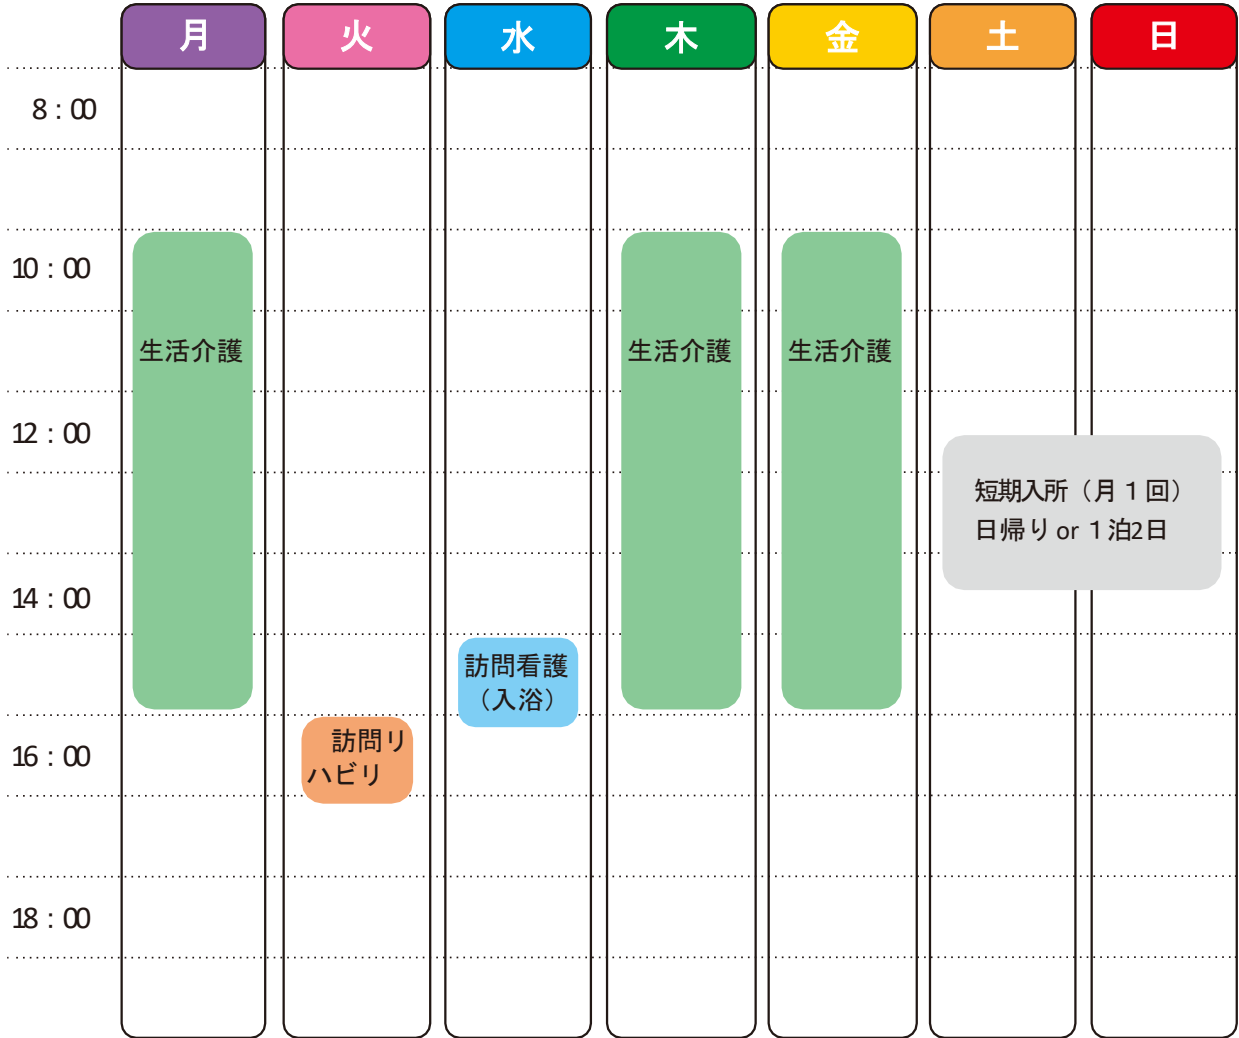 月 火 水 木 金 土 日
8：00
10：00
生活介護 生活介護 生活介護
12：00
短期入所（月１回）
日帰り or １泊2日
14：00
訪問看護
（入浴）
訪問リ
ハビリ
16：00
18：00